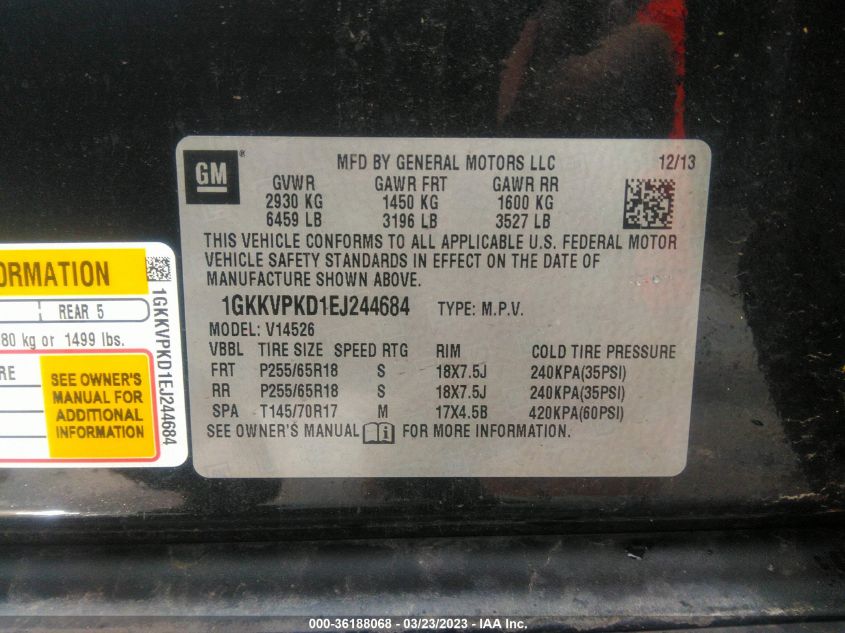 GM ®
MFD BY GENERAL MOTORS LLC 12/13
GVWR GAWR FRT GAWR RR
2930 KG 1450 KG 1600 KG
6459 LB 3196 LB 3527 LB
THIS VEHICLE CONFORMS TO ALL APPLICABLE U.S. FEDERAL MOTOR
VEHICLE SAFETY STANDARDS IN EFFECT ON THE DATE OF
MANUFACTURE SHOWN ABOVE.
1GKKVPKD1EJ244684 TYPE: M.P.V.
MODEL: V14526
VBBL TIRE SIZE SPEED RTG RIM COLD TIRE PRESSURE
FRT P255/65R18 S 18X7.5J 240KPA(35PSI)
RR P255/65R18 S 18X7.5J 240KPA(35PSI)
SPA T145/70R17 M 17X4.5B 420KPA(60PSI)
SEE OWNER'S MANUAL i FOR MORE INFORMATION.
ORMATION
REAR 5
80 kg or 1499 lbs.
RE
SEE OWNER'S
MANUAL FOR
ADDITIONAL
INFORMATION
1GKKVPKD1EJ244684
000-36188068 - 03/23/2023 - IAA Inc.